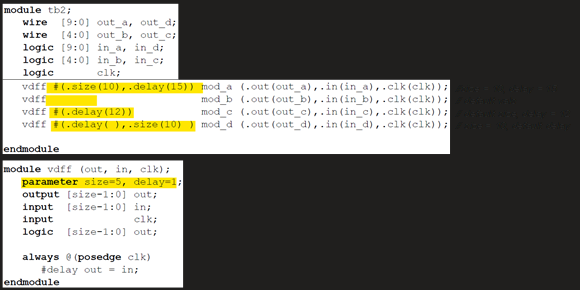 module tb2;
wire [9:0] out_a, out_d;
wire [4:0] out_b, out_c;
logic [9:0] in_a, in_d;
logic [4:0] in_b, in_c;
logic clk;
vdff #(.size(10),.delay(15)) mod_a (.out(out_a),.in(in_a),.clk(clk));
vdff mod_b (.out(out_b),.in(in_b),.clk(clk));
vdff #(.delay(12)) mod_c (.out(out_c),.in(in_c),.clk(clk));
vdff #(.delay( ),.size(10) ) mod_d (.out(out_d),.in(in_d),.clk(clk));
endmodule
module vdff (out, in, clk);
parameter size=5, delay=1;
output [size-1:0] out;
input [size-1:0] in;
input clk;
logic [size-1:0] out;
always @(posedge clk)
#delay out = in;
endmodule